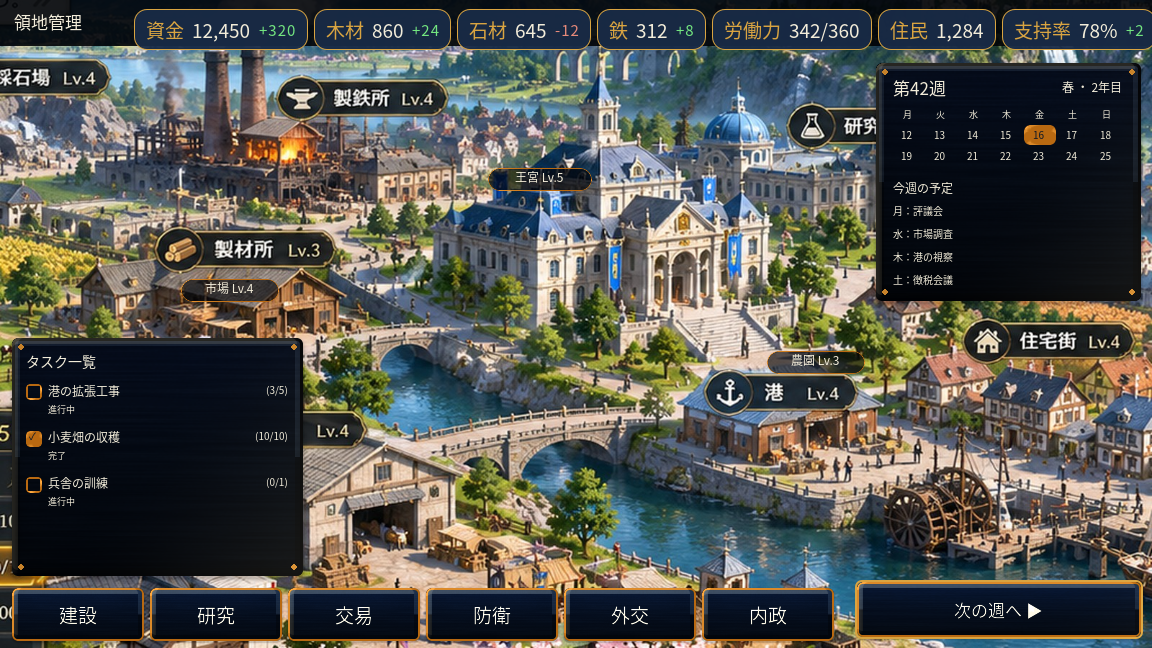 領地管理
資金 12,450 +320
木材 860 +24
石材 645 -12
鉄 312 +8
労働力 342/360
住民 1,284
支持率 78% +2
採石場 Lv.4
製鉄所 Lv.4
研究
王宮 Lv.5
製材所 Lv.3
市場 Lv.4
第42週 春・2年目
月 火 水 木 金 土 日
12 13 14 15 16 17 18
19 20 21 22 23 24 25
今週の予定
月：評議会
水：市場調査
木：港の視察
土：徴税会議
住宅街 Lv.4
農園 Lv.3
港 Lv.4
Lv.4
タスク一覧
港の拡張工事 (3/5)
進行中
小麦畑の収穫 (10/10)
完了
兵舎の訓練 (0/1)
進行中
建設
研究
交易
防衛
外交
内政
次の週へ ▶